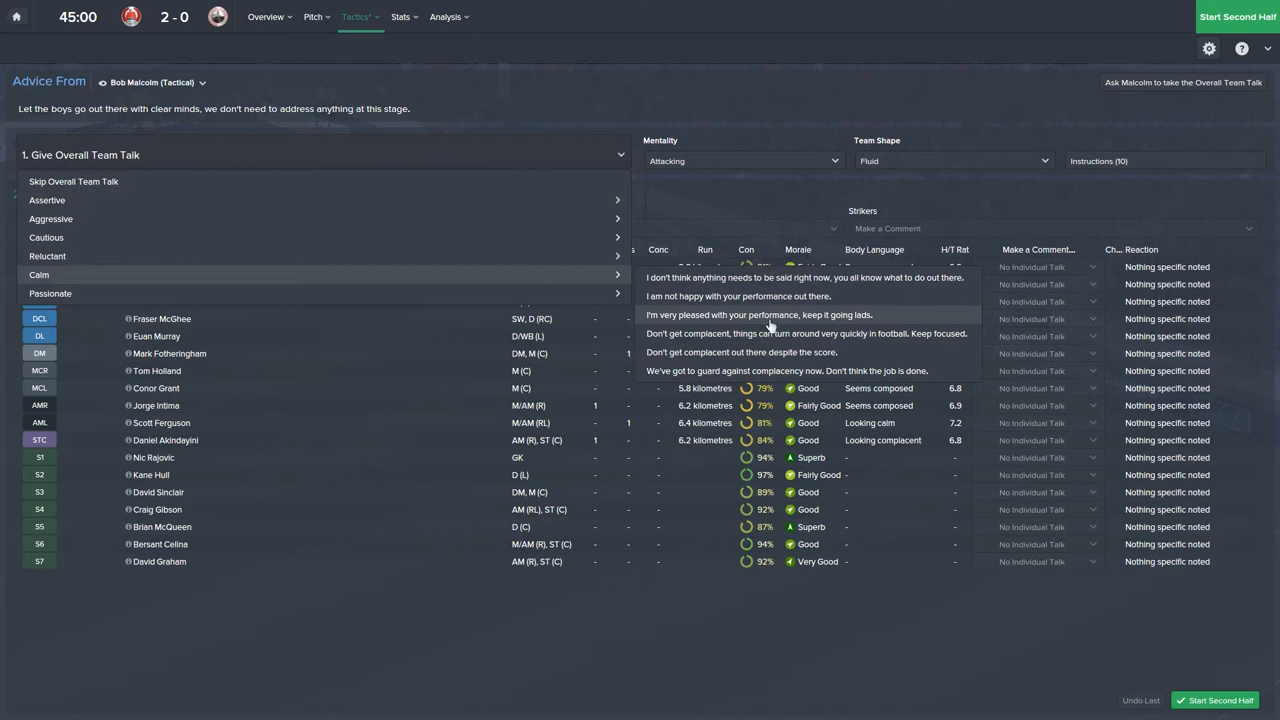 45:00 2 - 0 Overview Pitch Tactics* Stats Analysis Start Second Half
?
Advice From Bob Malcolm (Tactical) Ask Malcolm to take the Overall Team Talk
Let the boys go out there with clear minds, we don't need to address anything at this stage.
Mentality Team Shape
1. Give Overall Team Talk Attacking Fluid Instructions (10)
Skip Overall Team Talk
Assertive
Aggressive
Cautious
Reluctant
Calm
Passionate
Strikers
Make a Comment
s Conc Run Con Morale Body Language H/T Rat Make a Comment... Ch... Reaction
No Individual Talk Nothing specific noted
I don't think anything needs to be said right now, you all know what to do out there. No Individual Talk Nothing specific noted
I am not happy with your performance out there. No Individual Talk Nothing specific noted
I'm very pleased with your performance, keep it going lads.
Don't get complacent, things can turn around very quickly in football. Keep focused.
Don't get complacent out there despite the score.
We've got to guard against complacency now. Don't think the job is done.
DCL Fraser McGhee SW, D (RC) - - No Individual Talk Nothing specific noted
DL Euan Murray D/WB (L) - - No Individual Talk Nothing specific noted
DM Mark Fotheringham DM, M (C) - 1 No Individual Talk Nothing specific noted
MCR Tom Holland M (C) - - No Individual Talk Nothing specific noted
MCL Conor Grant M (C) - - - 5.8 kilometres 79% Good Seems composed 6.8 No Individual Talk Nothing specific noted
AMR Jorge Intima M/AM (R) 1 - - 6.2 kilometres 79% Fairly Good Seems composed 6.9 No Individual Talk Nothing specific noted
AML Scott Ferguson M/AM (RL) - 1 - 6.4 kilometres 81% Good Looking calm 7.2 No Individual Talk Nothing specific noted
STC Daniel Akindayini AM (R), ST (C) 1 - - 6.2 kilometres 84% Good Looking complacent 6.8 No Individual Talk Nothing specific noted
S1 Nic Rajovic GK - - - - 94% Superb - - No Individual Talk Nothing specific noted
S2 Kane Hull D (L) - - - - 97% Fairly Good - - No Individual Talk Nothing specific noted
S3 David Sinclair DM, M (C) - - - - 89% Good - - No Individual Talk Nothing specific noted
S4 Craig Gibson AM (RL), ST (C) - - - - 92% Good - - No Individual Talk Nothing specific noted
S5 Brian McQueen D (C) - - - - 87% Superb - - No Individual Talk Nothing specific noted
S6 Bersant Celina M/AM (R), ST (C) - - - - 94% Good - - No Individual Talk Nothing specific noted
S7 David Graham AM (R), ST (C) - - - - 92% Very Good - - No Individual Talk Nothing specific noted
Undo Last Start Second Half